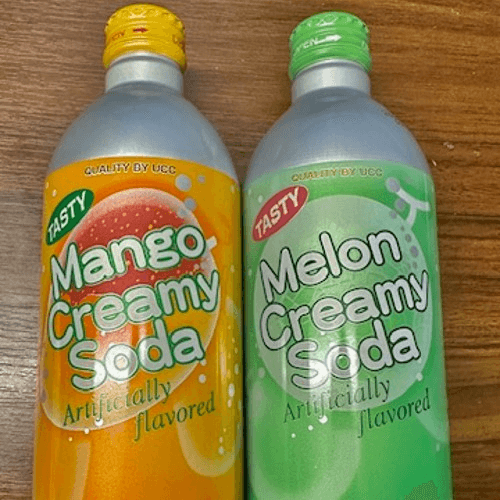 QUALITY BY UCC
TASTY
Mango
Creamy
Soda
Artificially
flavored
QUALITY BY UCC
TASTY
Melon
Creamy
Soda
Artificially
flavored